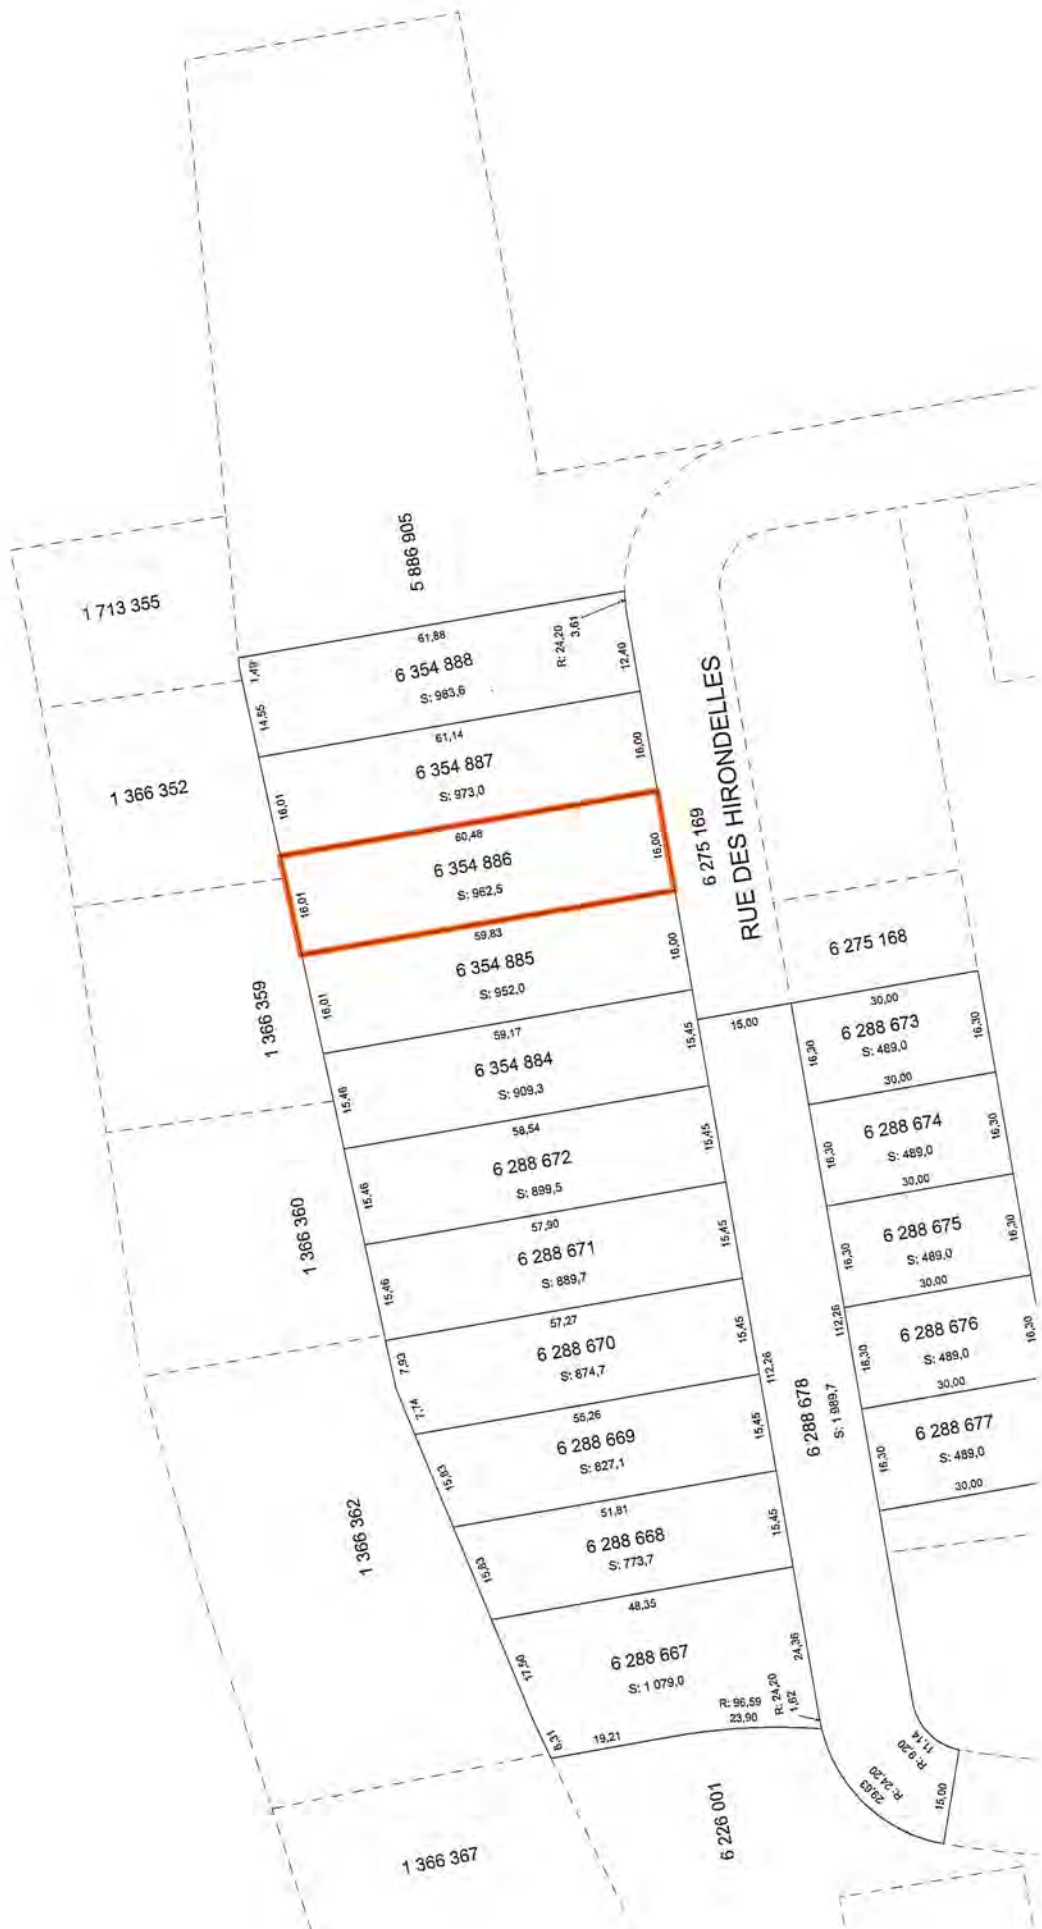 5 886 905
1 713 355
61,88
R: 24,20
3,61
1,49
6 354 888
S: 983,6
12,40
14,55
61,14
1 366 352
6 354 887
S: 973,0
16,00
16,01
60,48
6 354 886
S: 962,5
16,00
16,01
6 275 169
RUE DES HIRONDELLES
59,83
6 354 885
S: 952,0
16,00
16,01
6 275 168
1 366 359
30,00
15,00
59,17
6 354 884
S: 909,3
15,45
15,46
6 288 673
S: 489,0
16,30
16,30
30,00
58,54
6 288 672
S: 899,5
15,45
15,46
6 288 674
S: 489,0
16,30
16,30
30,00
1 366 360
57,90
6 288 671
S: 889,7
15,45
15,46
6 288 675
S: 489,0
16,30
16,30
30,00
57,27
6 288 670
S: 874,7
15,45
7,93
7,74
112,26
112,26
6 288 676
S: 489,0
16,30
16,30
30,00
6 288 678
S: 1 989,7
55,26
6 288 669
S: 827,1
15,45
15,83
6 288 677
S: 489,0
16,30
30,00
1 366 362
51,81
6 288 668
S: 773,7
15,45
15,83
48,35
6 288 667
S: 1 079,0
24,36
6,31
19,21
R: 96,59
23,90
R: 24,20
1,62
R: 9,20
11,14
R: 24,20
29,63
15,00
6 226 001
1 366 367